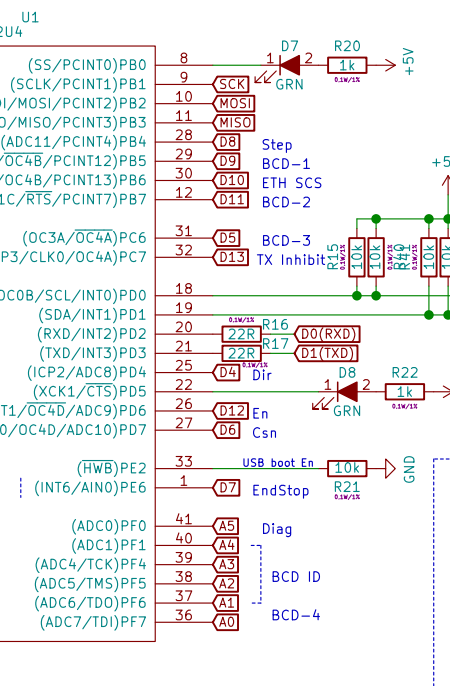 U1
2U4
(SS/PCINT0)PB0 8 1 D7 2 R20 1k 0.1W/1% +5V
GRN
(SCLK/PCINT1)PB1 9 SCK
DI/MOSI/PCINT2)PB2 10 MOSI
O/MISO/PCINT3)PB3 11 MISO
(ADC11/PCINT4)PB4 28 D8 Step
/OC4B/PCINT12)PB5 29 D9 BCD-1
/OC4B/PCINT13)PB6 30 D10 ETH SCS
1C/RTS/PCINT7)PB7 12 D11 BCD-2
+5
(OC3A/OC4A)PC6 31 D5 BCD-3
P3/CLK0/OC4A)PC7 32 D13 TX Inhibit
R15 10k 0.1W/1% 10k 0.1W/1% 10k 0.1W/1% 10k
OC0B/SCL/INT0)PD0 18
(SDA/INT1)PD1 19
(RXD/INT2)PD2 20 0.1W/1% 22R R16 D0(RXD)
(TXD/INT3)PD3 21 22R R17 D1(TXD)
0.1W/1%
(ICP2/ADC8)PD4 25 D4 Dir
(XCK1/CTS)PD5 22 1 D8 2 R22 1k 0.1W/1%
GRN
T1/OC4D/ADC9)PD6 26 D12 En
0/OC4D/ADC10)PD7 27 D6 Csn
(HWB)PE2 33 USB boot En 10k R21 0.1W/1% GND
(INT6/AIN0)PE6 1 D7 EndStop
(ADC0)PF0 41 A5 Diag
(ADC1)PF1 40 A4
(ADC4/TCK)PF4 39 A3
(ADC5/TMS)PF5 38 A2 BCD ID
(ADC6/TDO)PF6 37 A1
(ADC7/TDI)PF7 36 A0 BCD-4